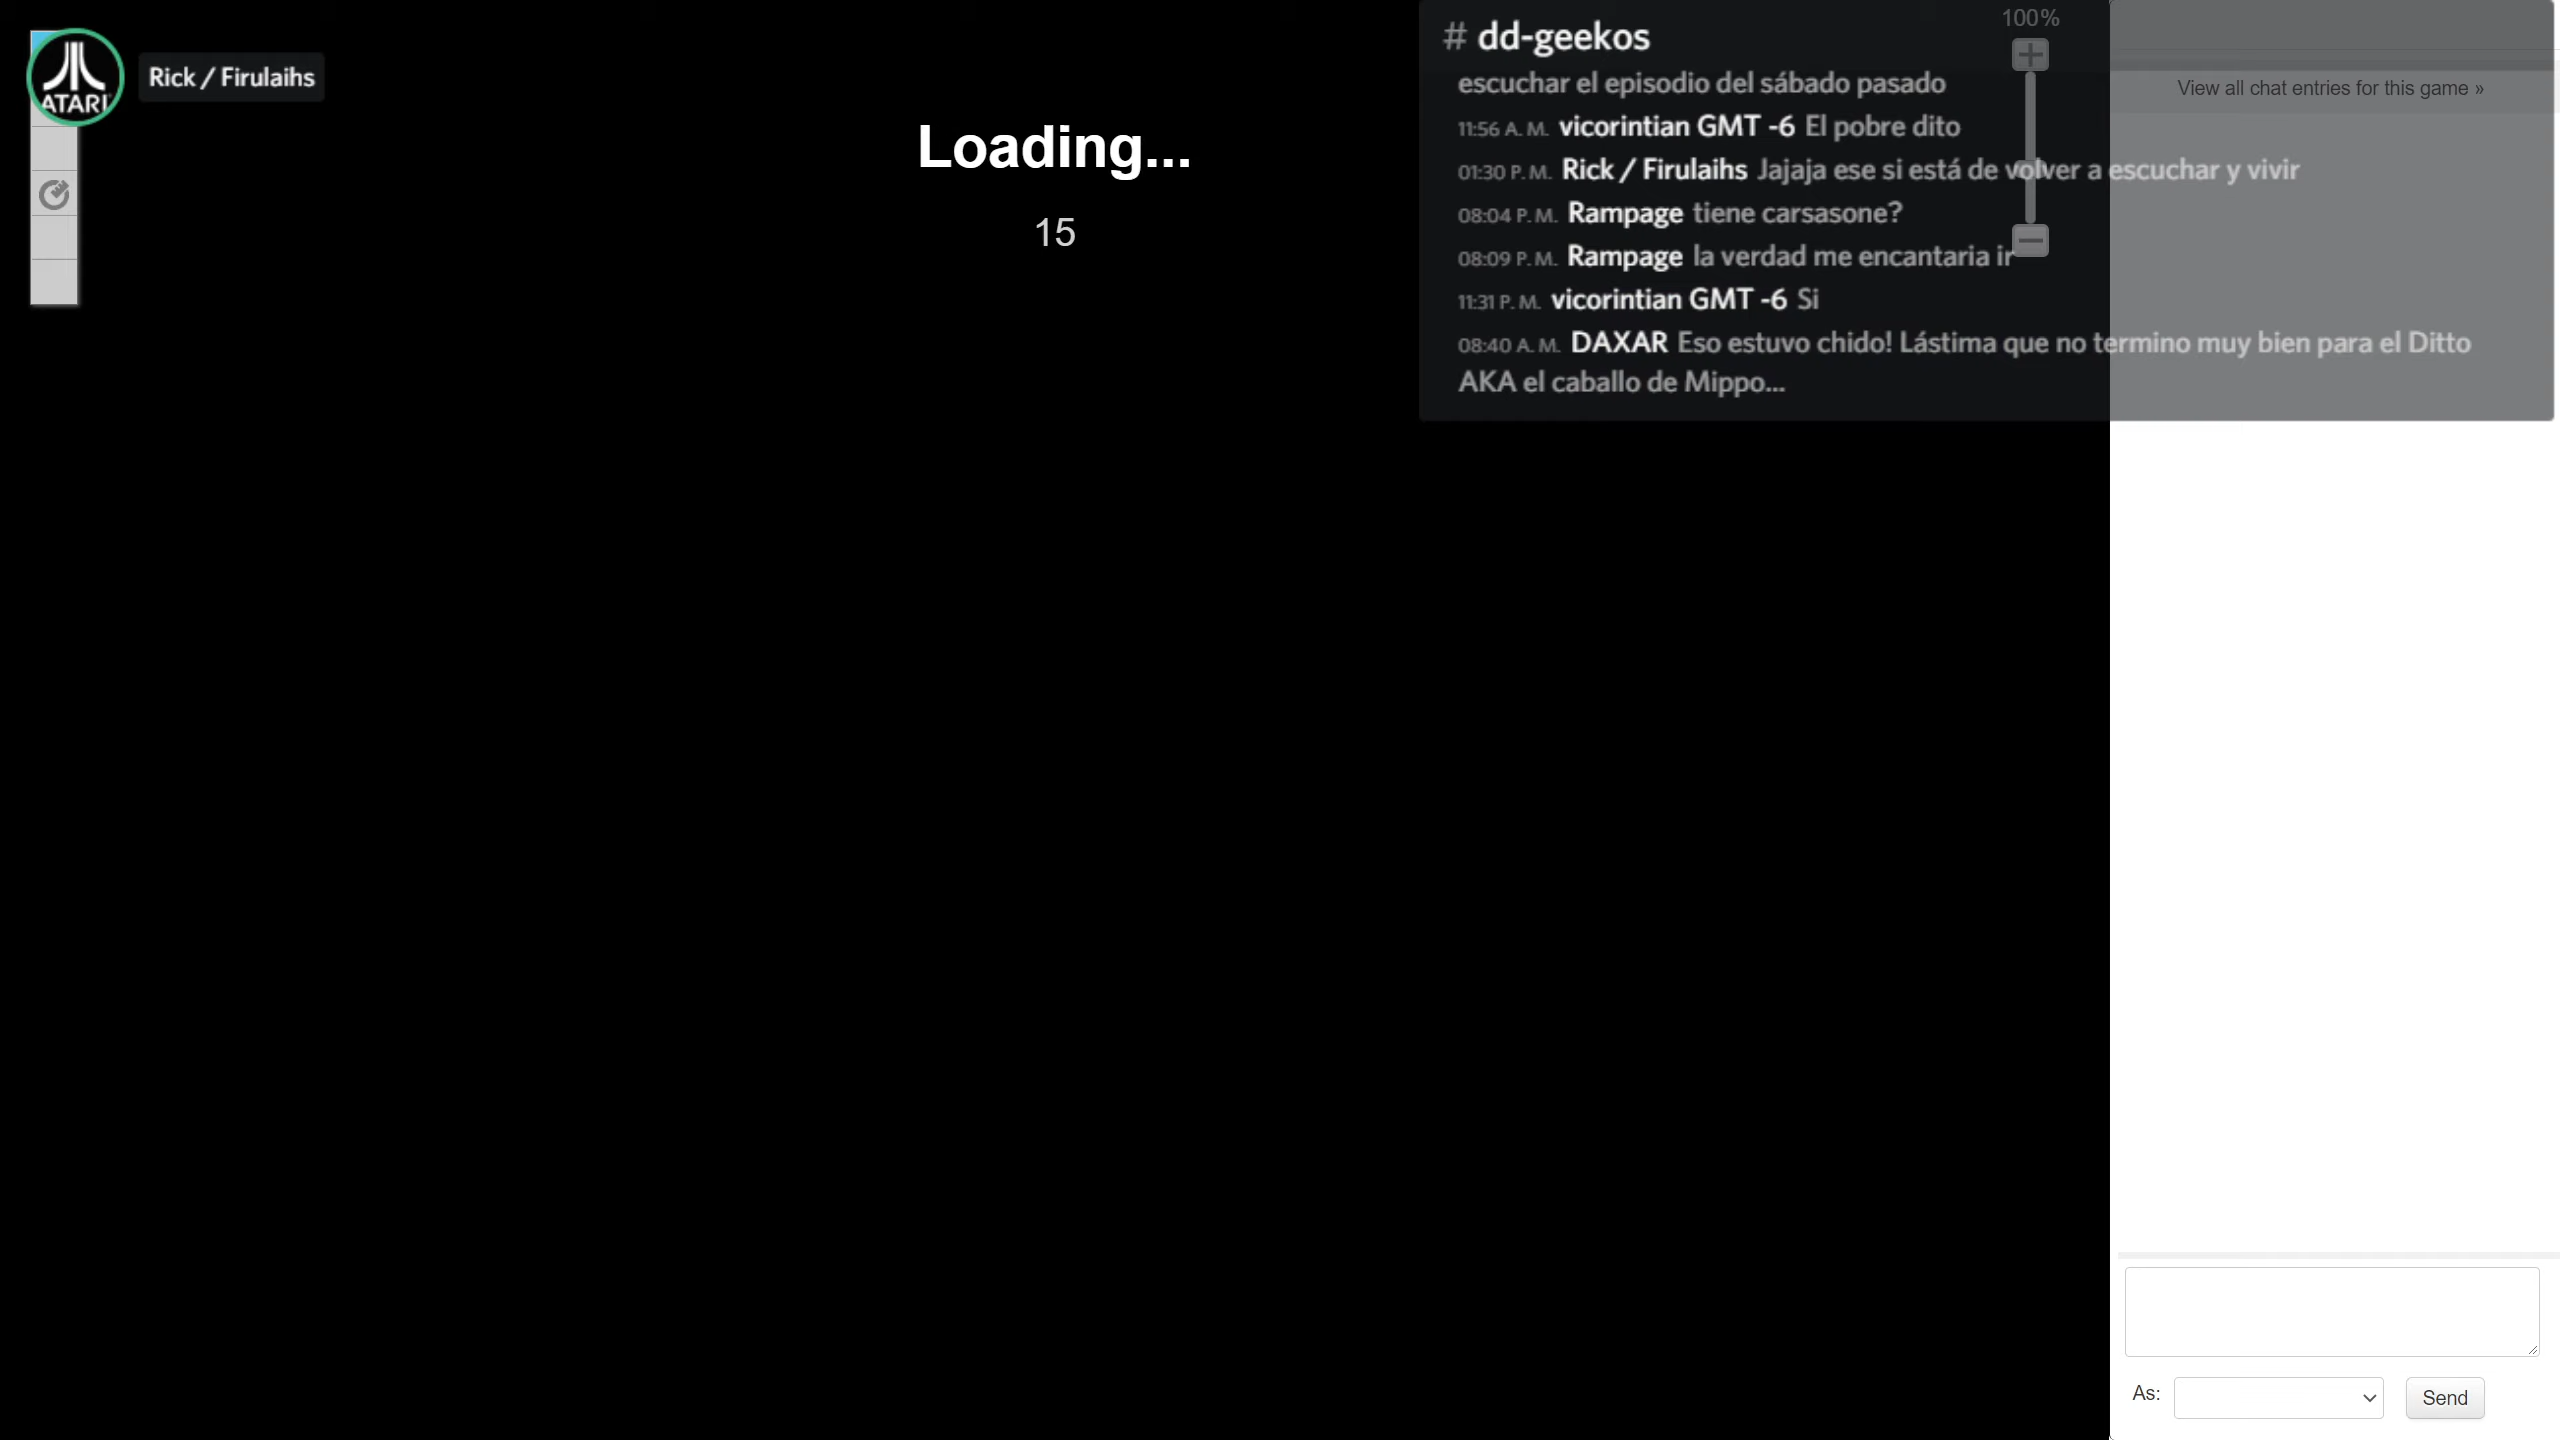 ATARI
Rick / Firulaihs
Loading...
15
# dd-geekos
escuchar el episodio del sábado pasado
11:56 A. M. vicorintian GMT -6 El pobre dito
01:30 P. M. Rick / Firulaihs Jajaja ese si está de volver a escuchar y vivir
08:04 P. M. Rampage tiene carsasone?
08:09 P. M. Rampage la verdad me encantaria ir
11:31 P. M. vicorintian GMT -6 Si
08:40 A. M. DAXAR Eso estuvo chido! Lástima que no termino muy bien para el Ditto
AKA el caballo de Mippo...
100%
View all chat entries for this game »
As:
Send